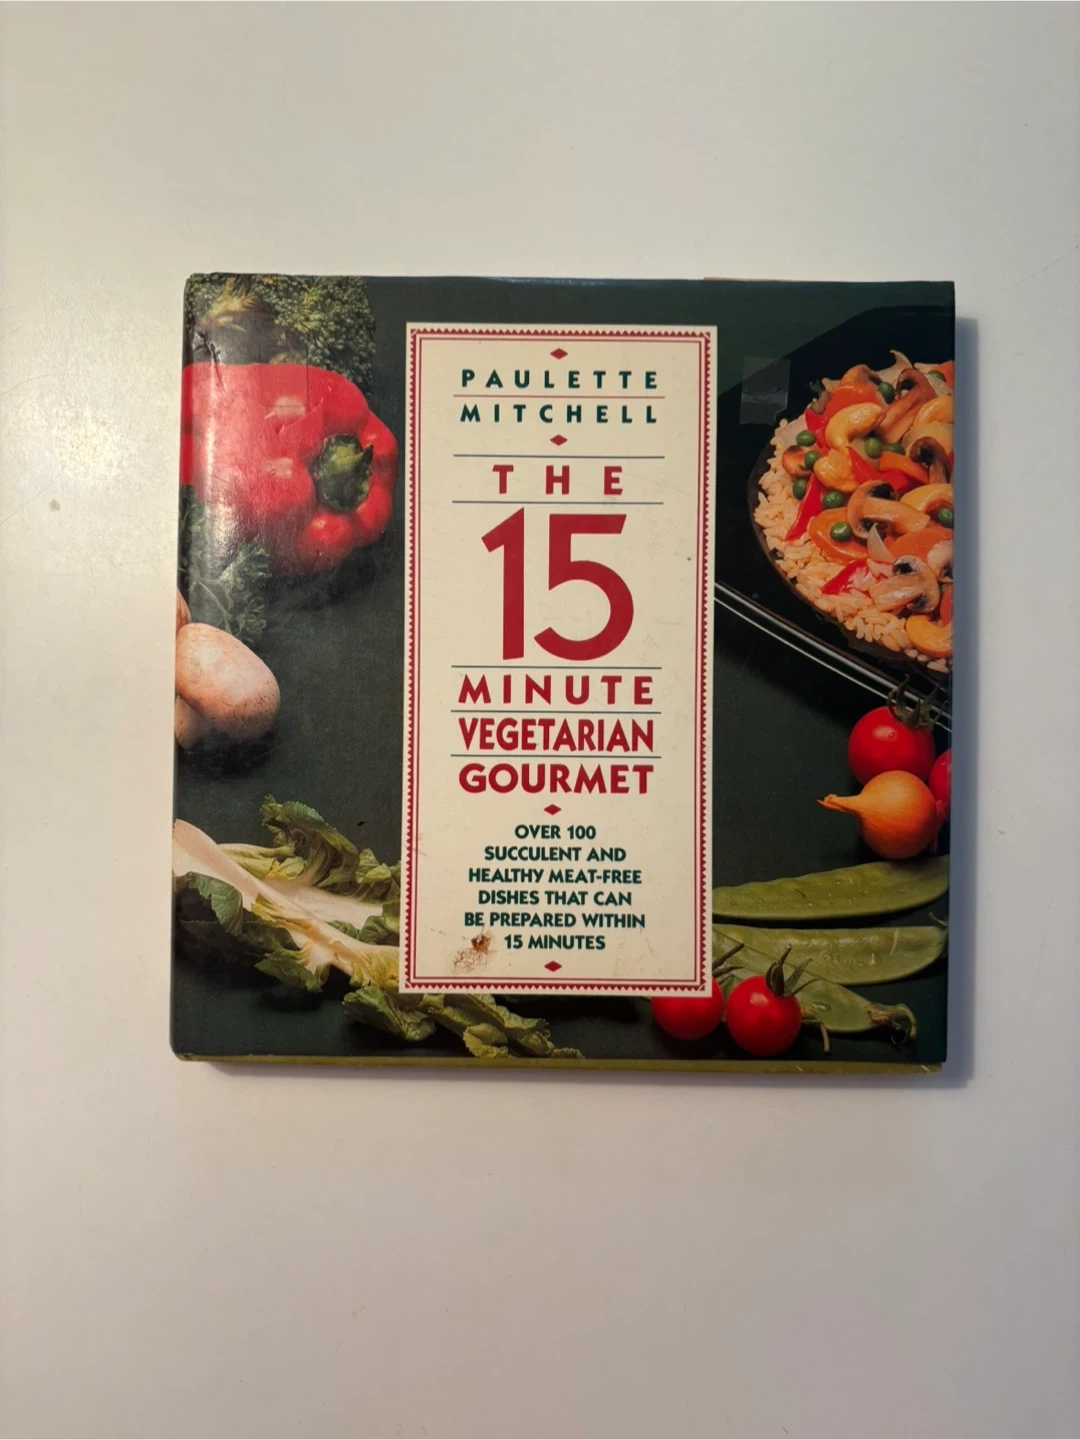 PAULETTE
MITCHELL
THE
15
MINUTE
VEGETARIAN
GOURMET
OVER 100
SUCCULENT AND
HEALTHY MEAT-FREE
DISHES THAT CAN
BE PREPARED WITHIN
15 MINUTES